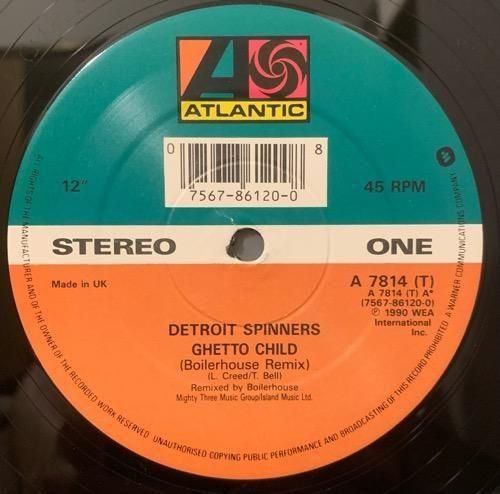 ATLANTIC
0 8
7567-86120-0
12" 45 RPM
STEREO ONE
Made in UK
A 7814 (T)
A 7814 (T) A*
(7567-86120-0)
℗ 1990 WEA
International
Inc.
DETROIT SPINNERS
GHETTO CHILD
(Boilerhouse Remix)
(L. Creed/T. Bell)
Remixed by Boilerhouse
Mighty Three Music Group/Island Music Ltd.
ALL RIGHTS OF THE MANUFACTURER AND OF THE OWNER OF THE RECORDED WORK RESERVED UNAUTHORISED COPYING PUBLIC PERFORMANCE AND BROADCASTING OF THIS RECORD PROHIBITED A WARNER COMMUNICATIONS COMPANY